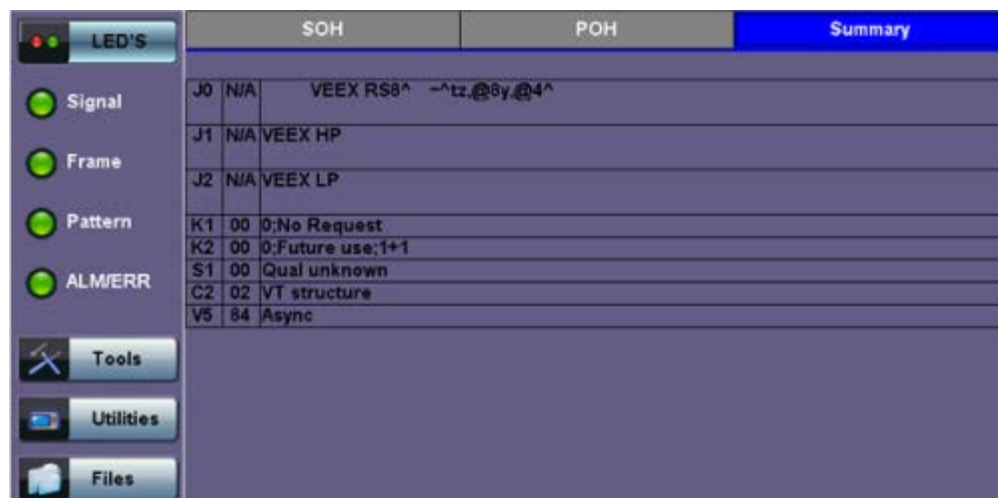 LED'S
SOH POH Summary
Signal
Frame
Pattern
ALM/ERR
Tools
Utilities
Files
J0 N/A VEEX RS8^ ~^tz,@8y,@4^
J1 N/A VEEX HP
J2 N/A VEEX LP
K1 00 0;No Request
K2 00 0;Future use;1+1
S1 00 Qual unknown
C2 02 VT structure
V5 84 Async